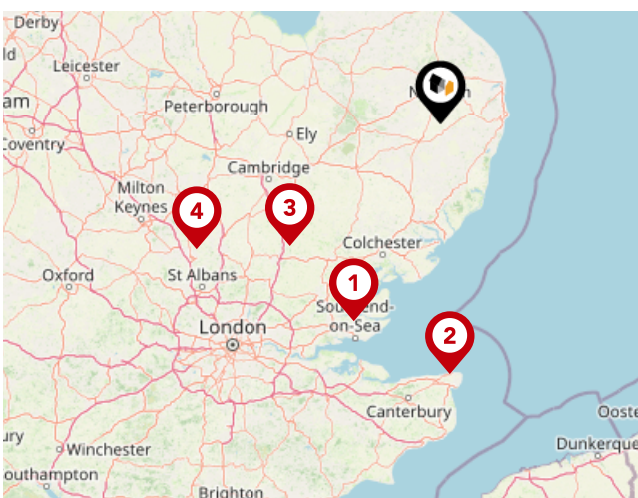 Derby
ld
Leicester
am
Peterborough
Coventry
Ely
Cambridge
Milton
Keynes
4
3
Colchester
Oxford
St Albans
1
on-Sea
London
2
Canterbury
Ooste
ury
Winchester
Dunkerque
outhampton
Brighton